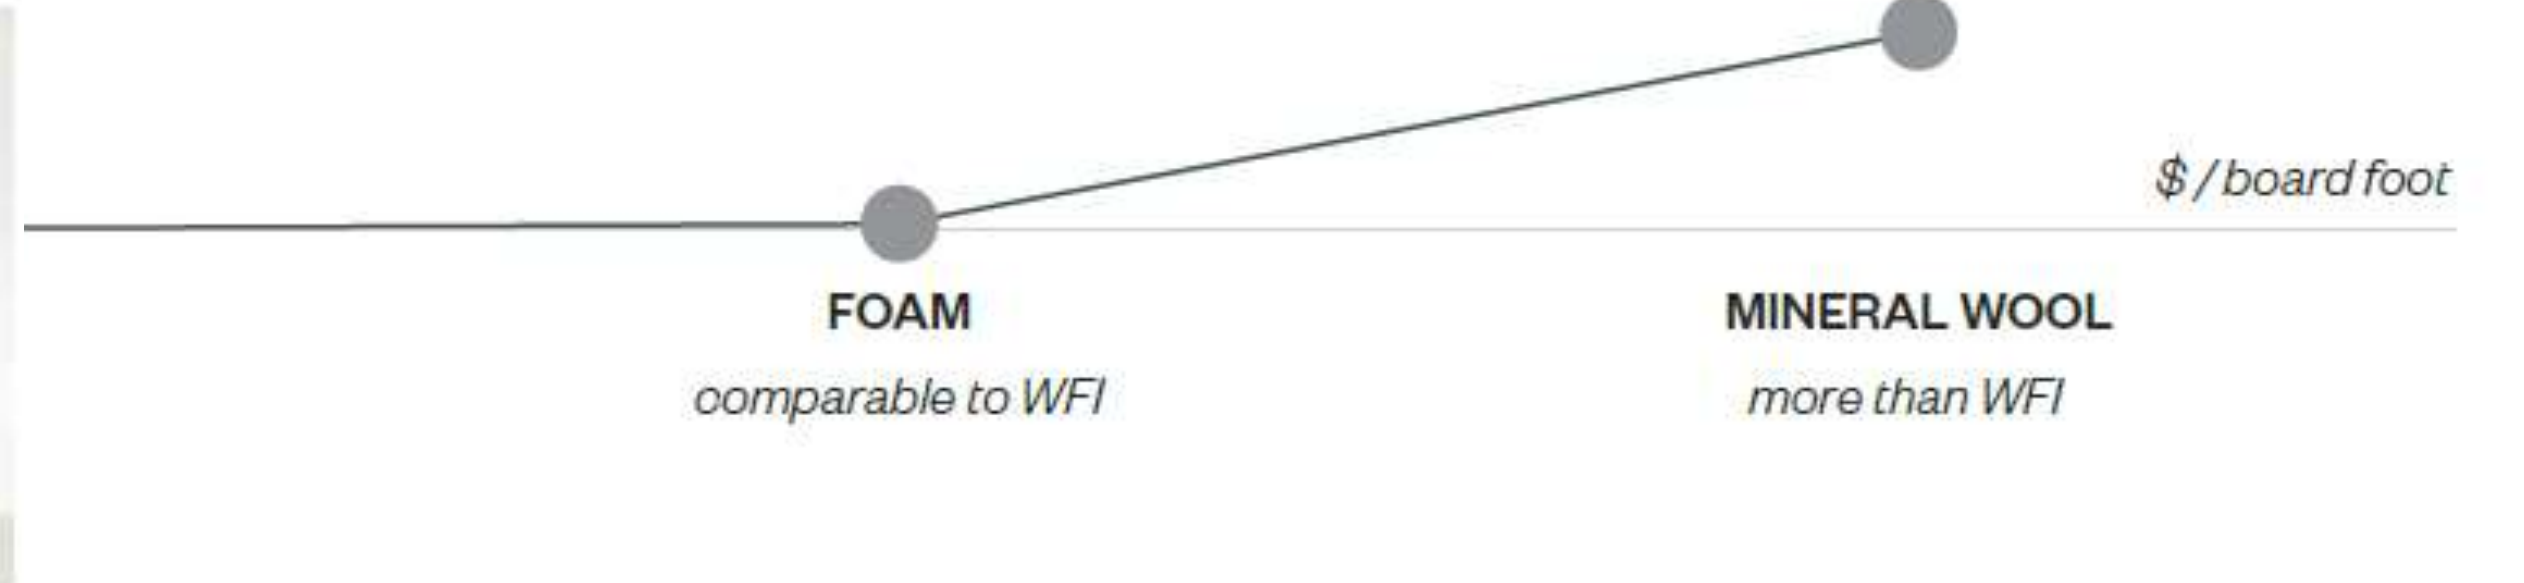 $ / board foot
FOAM
MINERAL WOOL
comparable to WFI
more than WFI